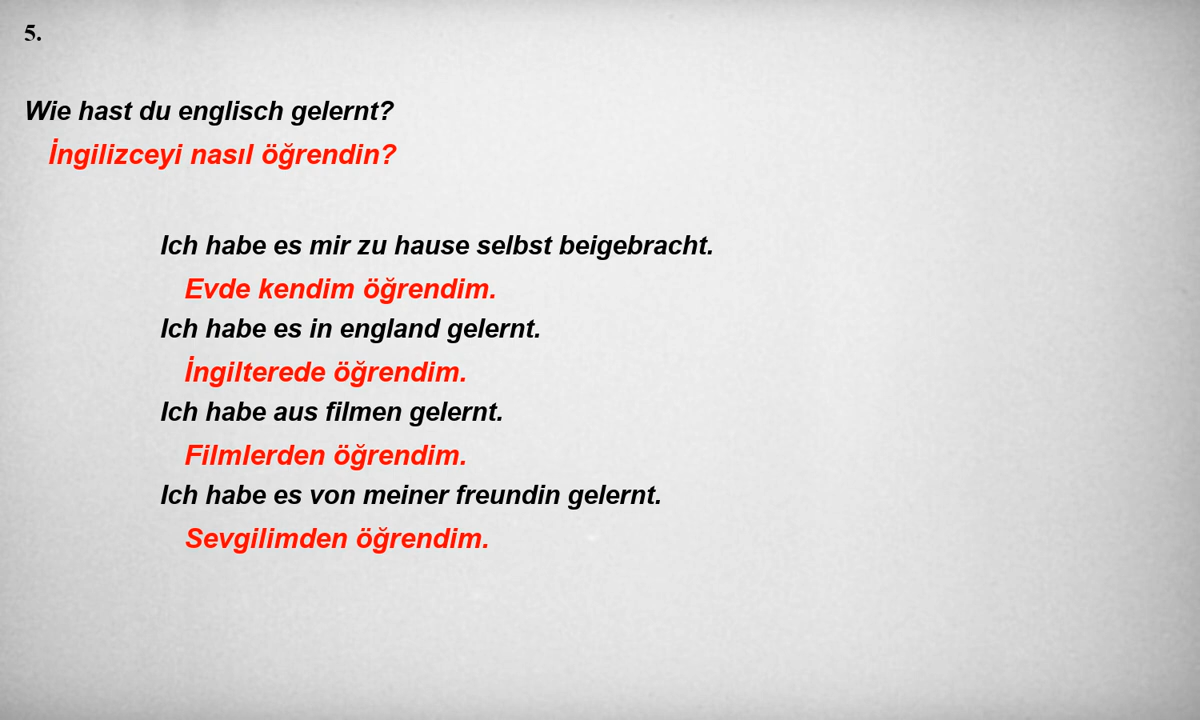 5.
Wie hast du englisch gelernt?
İngilizceyi nasıl öğrendin?
Ich habe es mir zu hause selbst beigebracht.
Evde kendim öğrendim.
Ich habe es in england gelernt.
İngilterede öğrendim.
Ich habe aus filmen gelernt.
Filmlerden öğrendim.
Ich habe es von meiner freundin gelernt.
Sevgilimden öğrendim.